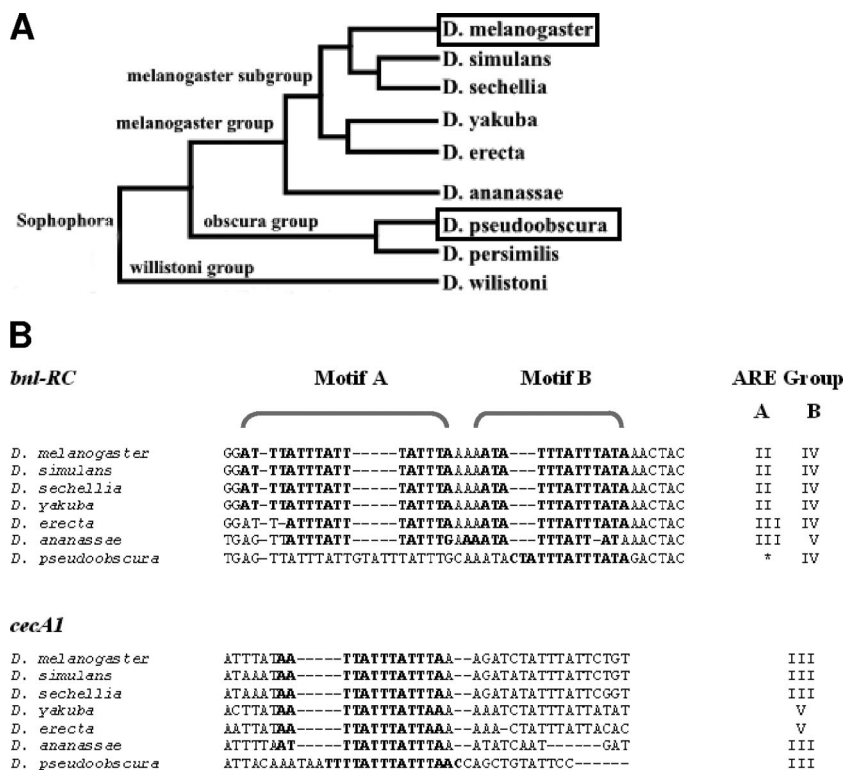 A
D. melanogaster
D. simulans
melanogaster subgroup
D. sechellia
melanogaster group
D. yakuba
D. erecta
D. ananassae
Sophophora
obscura group
D. pseudoobscura
D. persimilis
willistoni group
D. wilistoni
B
bnl-RC Motif A Motif B ARE Group
A B
D. melanogaster GGAT-TTATTTATT-----TATTTAAAAATA---TTTATTTATAAACTAC II IV
D. simulans GGAT-TTATTTATT-----TATTTAAAAATA---TTTATTTATAAACTAC II IV
D. sechellia GGAT-TTATTTATT-----TATTTAAAAATA---TTTATTTATAAACTAC II IV
D. yakuba GGAT-TTATTTATT-----TATTTAAAAATA---TTTATTTATAAACTAC II IV
D. erecta GGAT-T-ATTTATT-----TATTTAAAAATA---TTTATTTATAAACTAC III IV
D. ananassae TGAG-TTATTTATT-----TATTTGAAAATA---TTTATT-ATAAACTAC III V
D. pseudoobscura TGAG-TTATTTATTGTATTTATTTGCAAATACTATTTATTTATAGACTAC * IV
cecA1
D. melanogaster ATTTATAA-----TTATTTATTTAA--AGATCTATTTATTCTGT III
D. simulans ATAAATAA-----TTATTTATTTAA--AGATCTATTTATTCTGT III
D. sechellia ATAAATAA-----TTATTTATTTAA--AGATCTATTTATTCGGT III
D. yakuba ACTTATAA-----TTATTTATTAAA--AAATCTATTTATTATAT V
D. erecta AATTATAA-----TTATTTATTAAA--AAA-CTATTTATTACAC V
D. ananassae ATTTTAAT-----TTATTTATTTAA--ATATCAAT------GAT III
D. pseudoobscura ATTACAAATAATTTTTATTTATTTAACCAGCTGTATTCC------ III